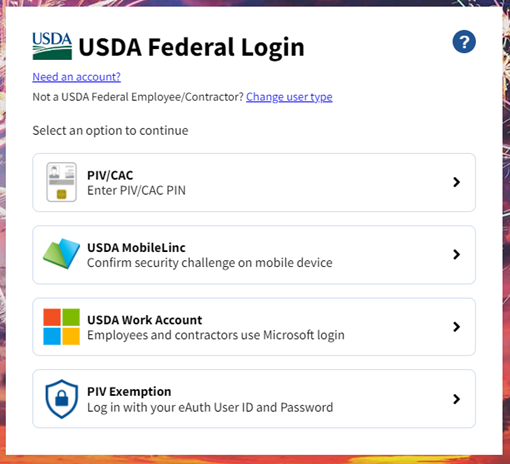 USDA USDA Federal Login
?
Need an account?
Not a USDA Federal Employee/Contractor? Change user type
Select an option to continue
PIV/CAC
Enter PIV/CAC PIN
USDA MobileLinc
Confirm security challenge on mobile device
USDA Work Account
Employees and contractors use Microsoft login
PIV Exemption
Log in with your eAuth User ID and Password